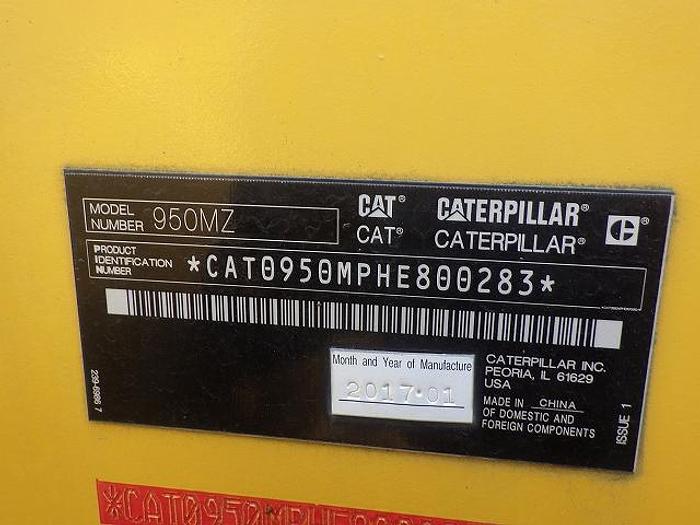 MODEL
NUMBER 950MZ
CAT® CATERPILLAR®
CAT® CATERPILLAR®
PRODUCT
IDENTIFICATION
NUMBER
*CAT0950MPHE800283*
Month and Year of Manufacture
2017·01
CATERPILLAR INC.
PEORIA, IL 61629
USA
MADE IN CHINA
OF DOMESTIC AND
FOREIGN COMPONENTS
239-6986 7
ISSUE 1